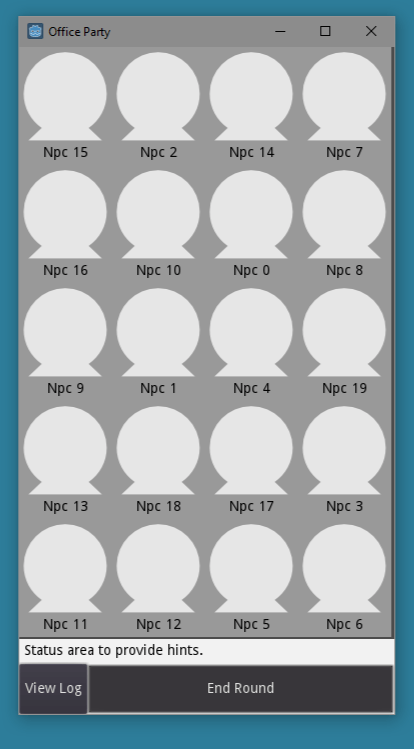 Office Party
Npc 15 Npc 2 Npc 14 Npc 7
Npc 16 Npc 10 Npc 0 Npc 8
Npc 9 Npc 1 Npc 4 Npc 19
Npc 13 Npc 18 Npc 17 Npc 3
Npc 11 Npc 12 Npc 5 Npc 6
Status area to provide hints.
View Log End Round